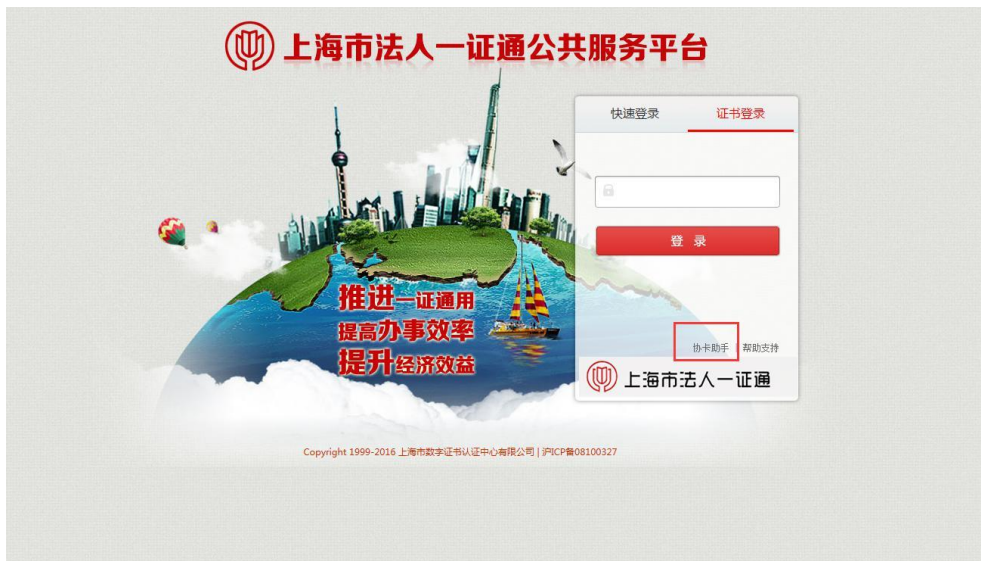 上海市法人一证通公共服务平台
快速登录 证书登录
登 录
推进一证通用
提高办事效率
提升经济效益
协卡助手 | 帮助支持
上海市法人一证通
Copyright 1999-2016 上海市数字证书认证中心有限公司 | 沪ICP备08100327